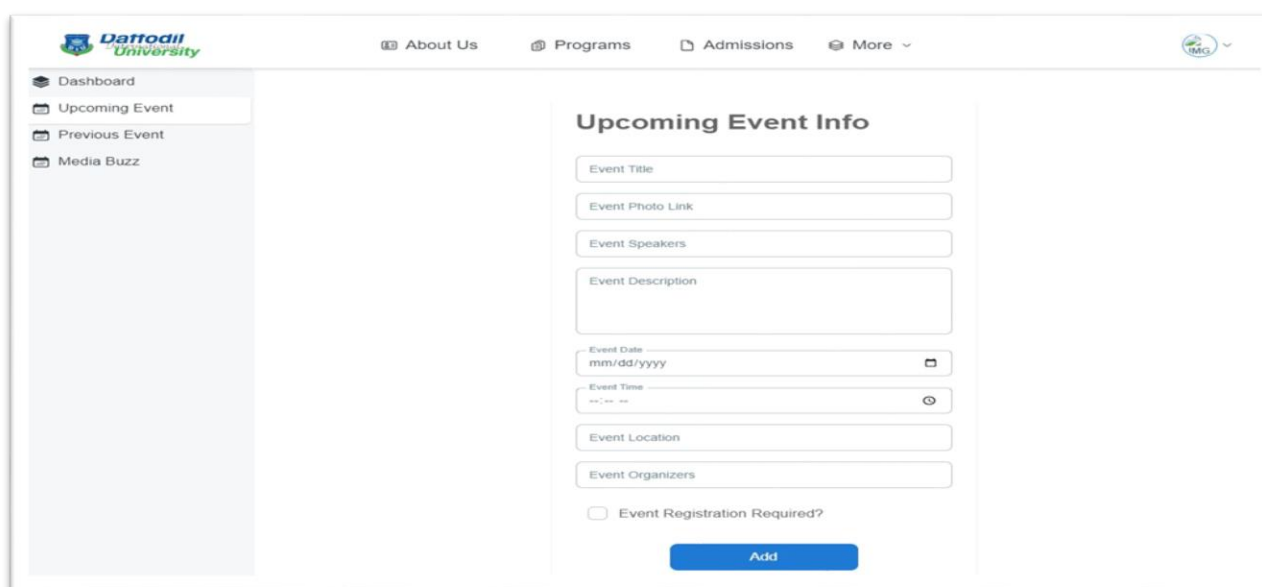 Daffodil
International
University
About Us
Programs
Admissions
More
IMG
Dashboard
Upcoming Event
Previous Event
Media Buzz
Upcoming Event Info
Event Title
Event Photo Link
Event Speakers
Event Description
Event Date
mm/dd/yyyy
Event Time
--:-- --
Event Location
Event Organizers
Event Registration Required?
Add